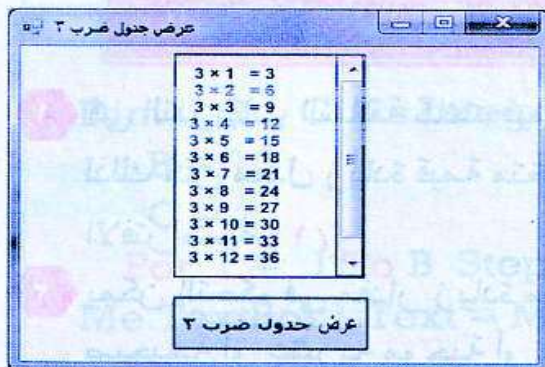 عرض جدول ضرب ٣
3 × 1 = 3
3 × 2 = 6
3 × 3 = 9
3 × 4 = 12
3 × 5 = 15
3 × 6 = 18
3 × 7 = 21
3 × 8 = 24
3 × 9 = 27
3 × 10 = 30
3 × 11 = 33
3 × 12 = 36
عرض جدول ضرب ٣